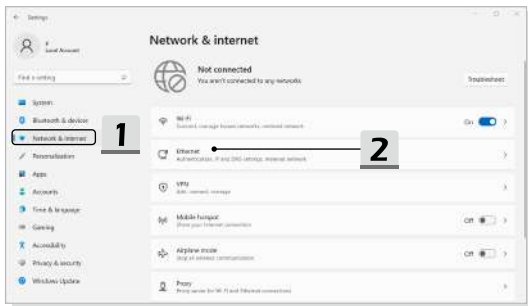 Settings
Local Account
Find a setting
System
Bluetooth & devices
Network & internet
Personalization
Apps
Accounts
Time & language
Gaming
Accessibility
Privacy & security
Windows Update
1
Network & internet
Not connected
You aren't connected to any networks
Troubleshoot
Wi-Fi
Connect, manage known networks, metered network
On
Ethernet
Authentication, IP and DNS settings, metered network
2
VPN
Add, connect, manage
Mobile hotspot
Share your internet connection
Off
Airplane mode
Stop all wireless communication
Off
Proxy
Proxy server for Wi-Fi and Ethernet connections